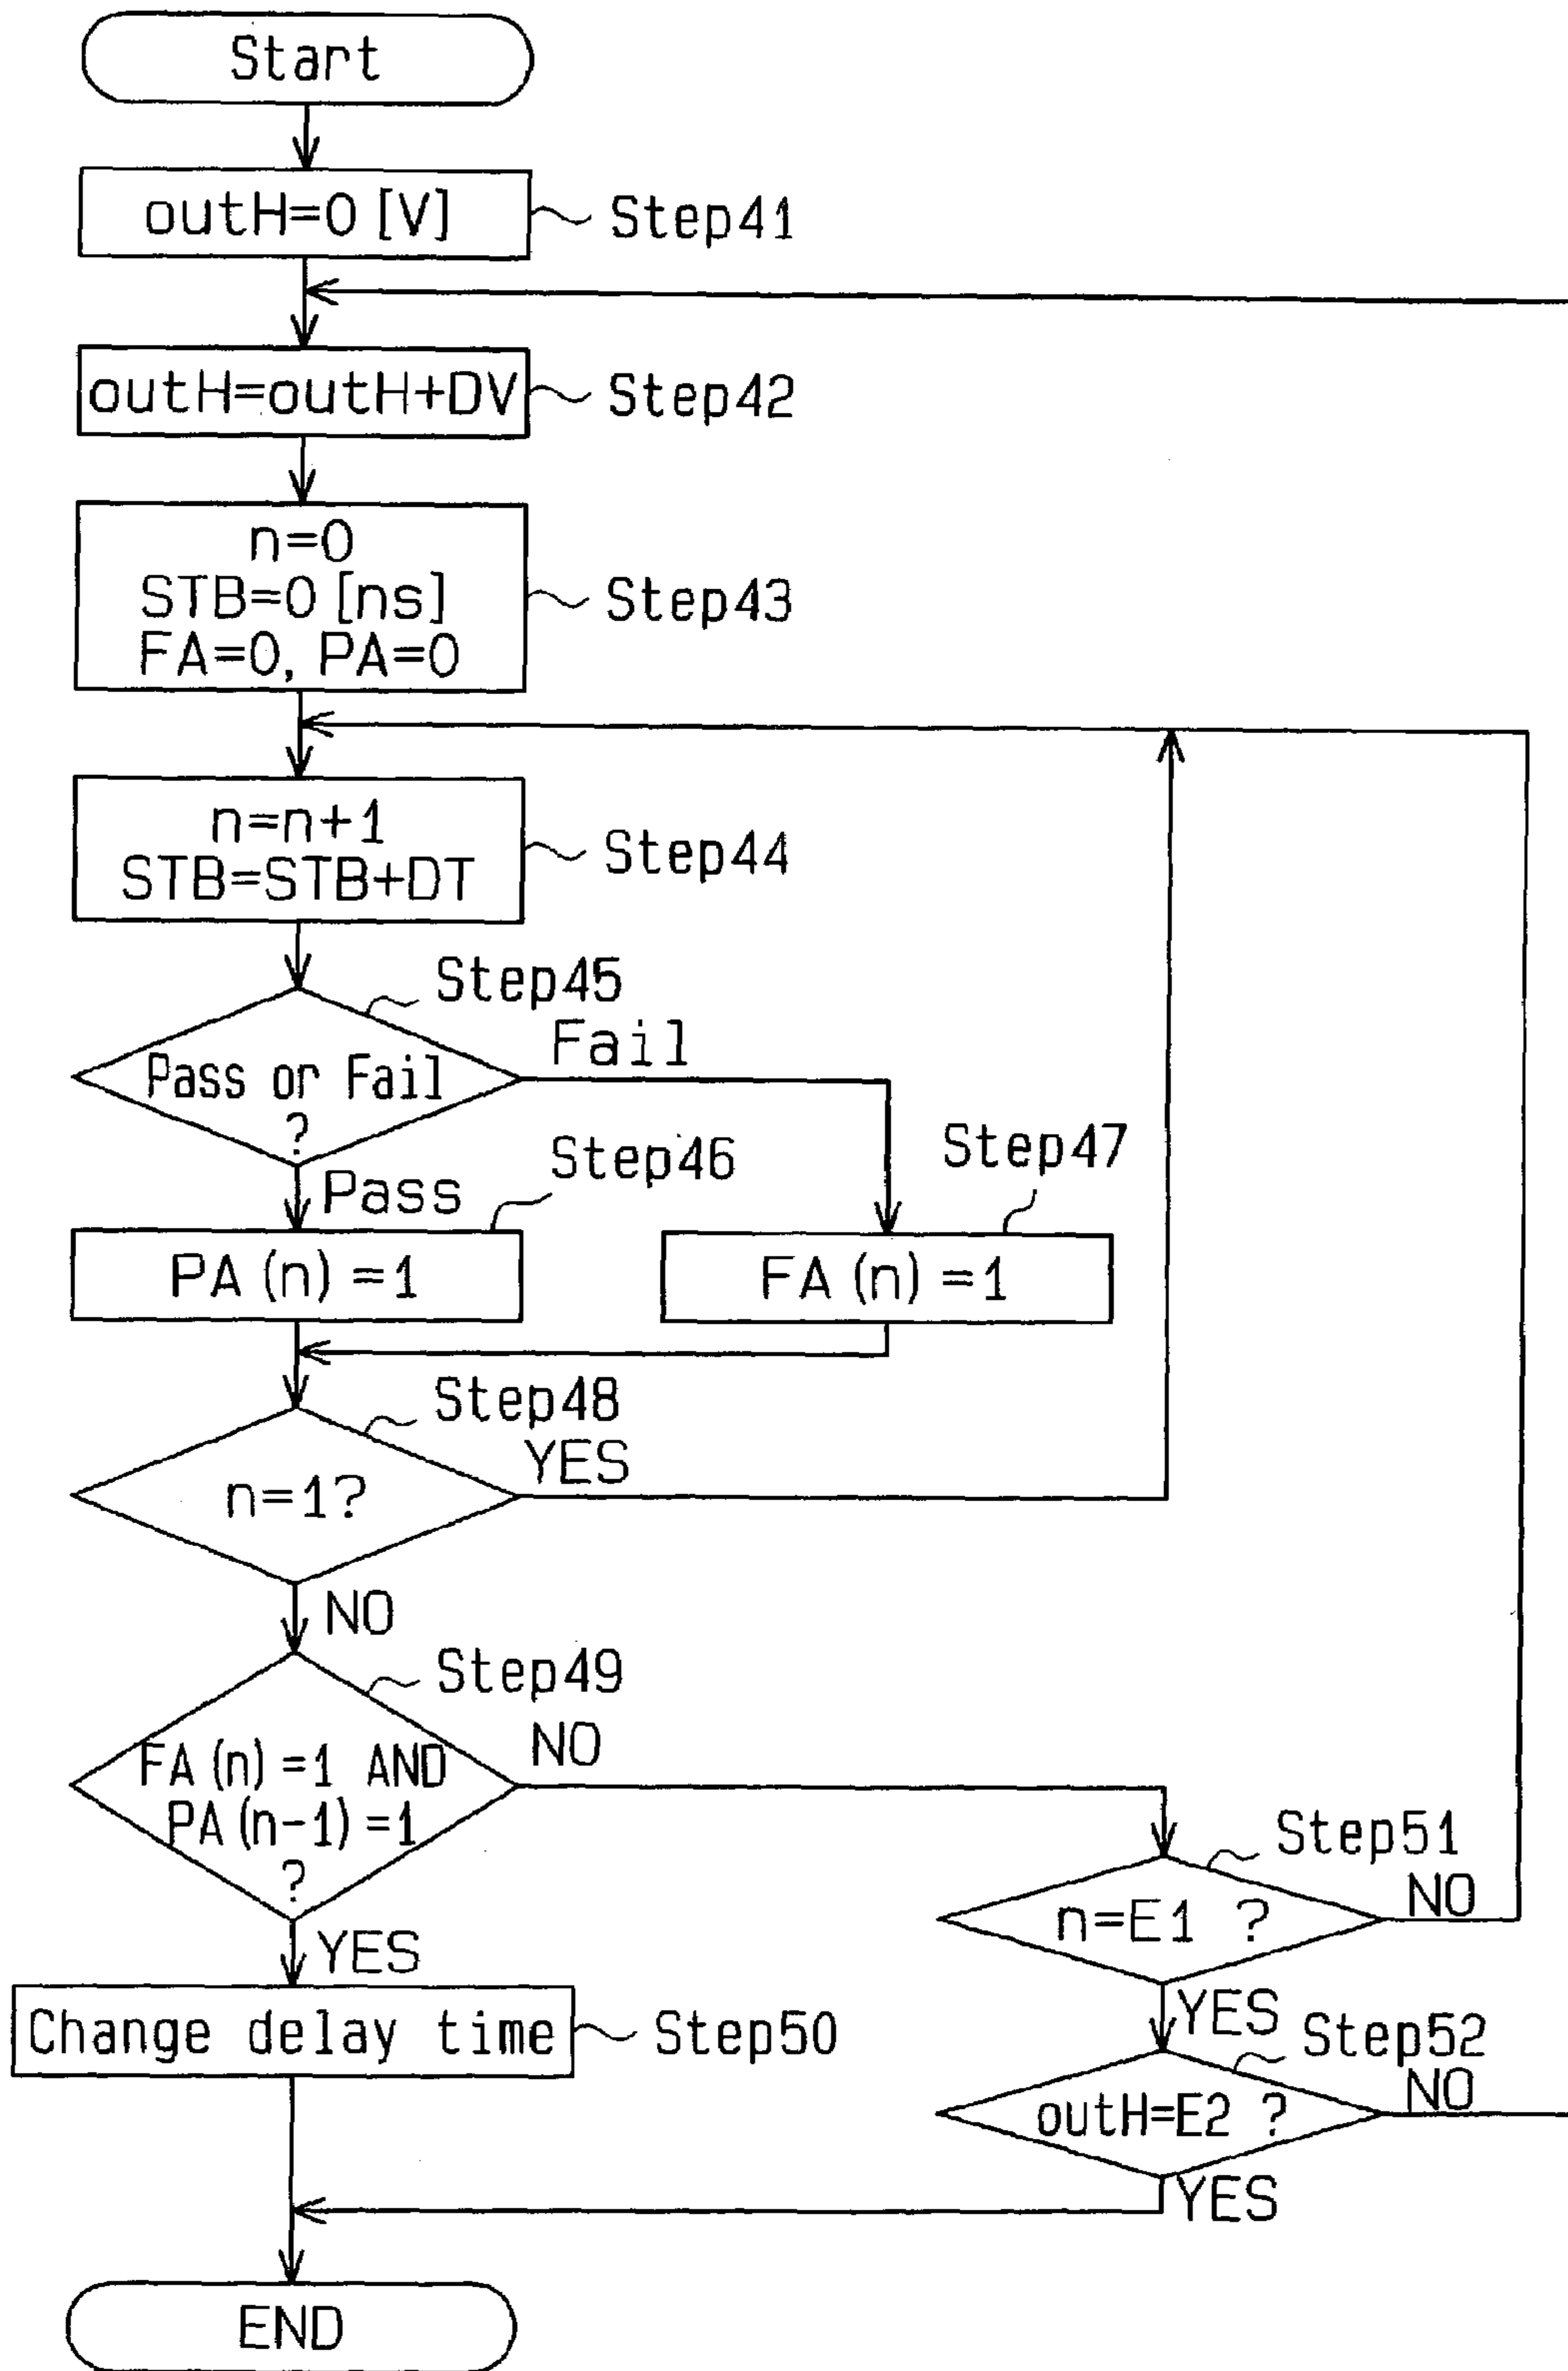 Start
outH=0 [V]
Step41
outH=outH+DV
Step42
n=0
STB=0 [ns]
FA=0, PA=0
Step43
n=n+1
STB=STB+DT
Step44
Step45
Pass or Fail
?
Fail
Pass
Step46
PA (n) =1
Step47
FA (n) =1
Step48
n=1?
YES
NO
Step49
FA (n) =1 AND
PA (n-1) =1
?
NO
YES
Change delay time
Step50
Step51
n=E1 ?
NO
YES
Step52
outH=E2 ?
NO
YES
END